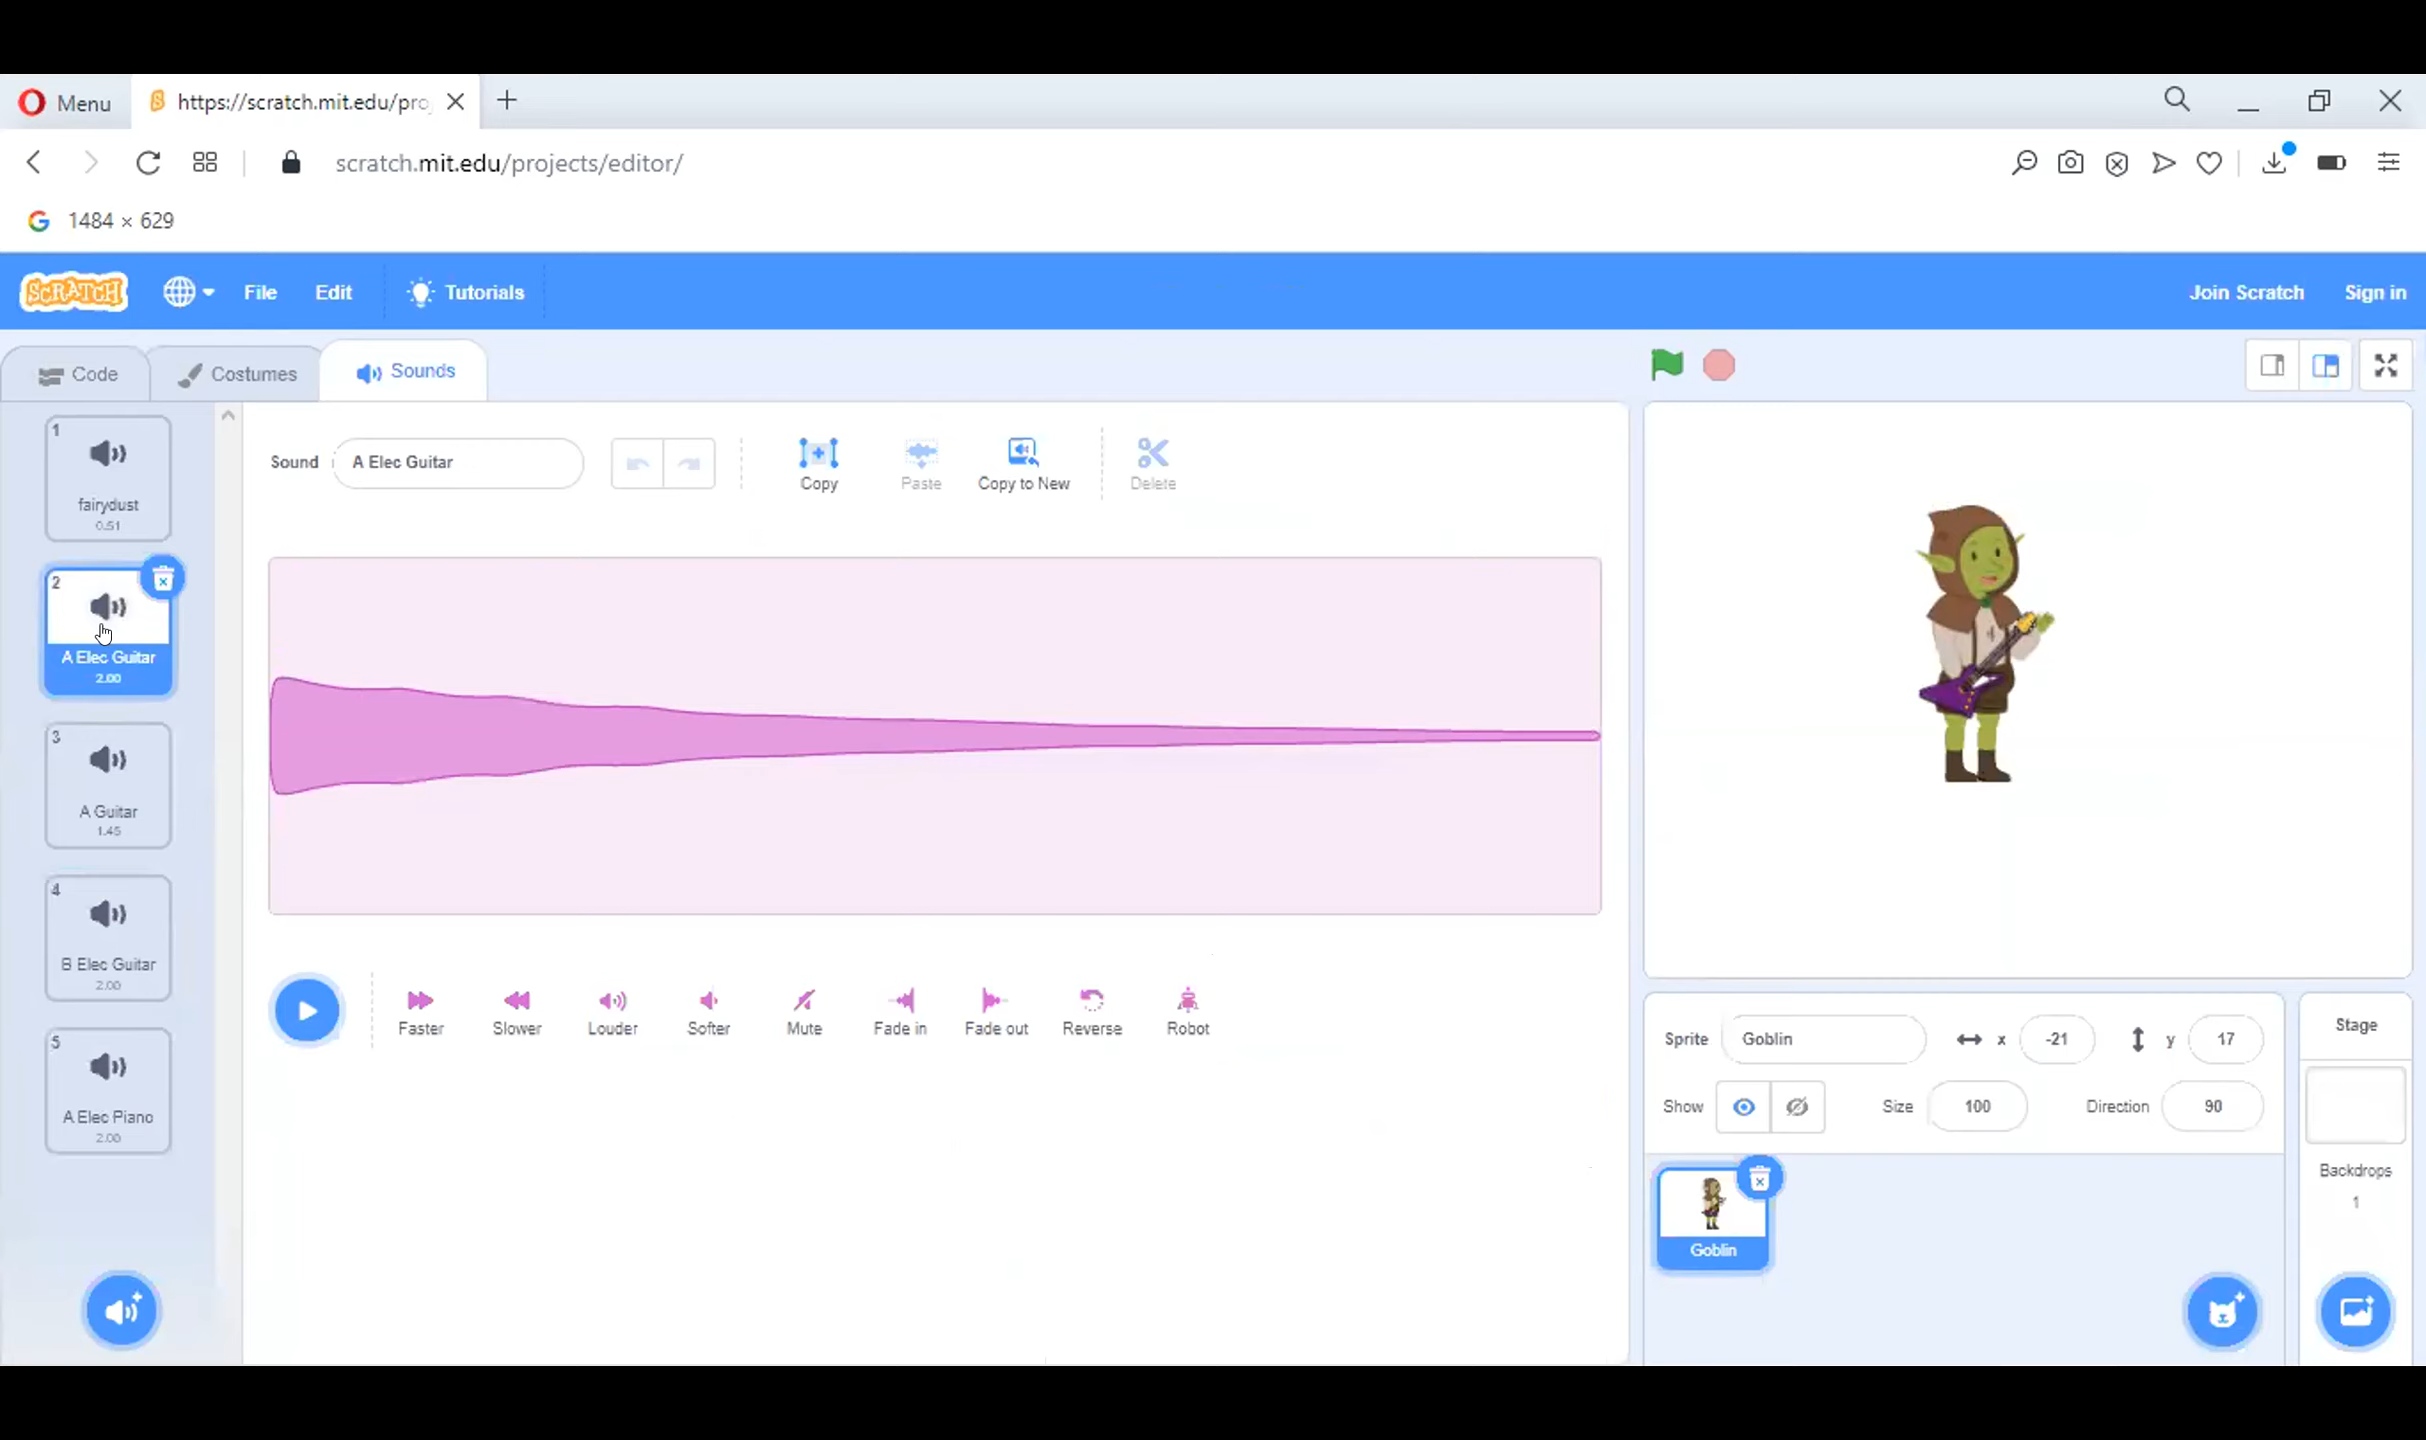 Menu
https://scratch.mit.edu/pro
scratch.mit.edu/projects/editor/
1484 × 629
SCRATCH
File
Edit
Tutorials
Join Scratch
Sign in
Code
Costumes
Sounds
1
fairydust
0.51
2
A Elec Guitar
2.00
3
A Guitar
1.45
4
B Elec Guitar
2.00
5
A Elec Piano
2.00
Sound
A Elec Guitar
Copy
Paste
Copy to New
Delete
Faster
Slower
Louder
Softer
Mute
Fade in
Fade out
Reverse
Robot
Sprite
Goblin
x
-21
y
17
Show
Size
100
Direction
90
Goblin
Stage
Backdrops
1